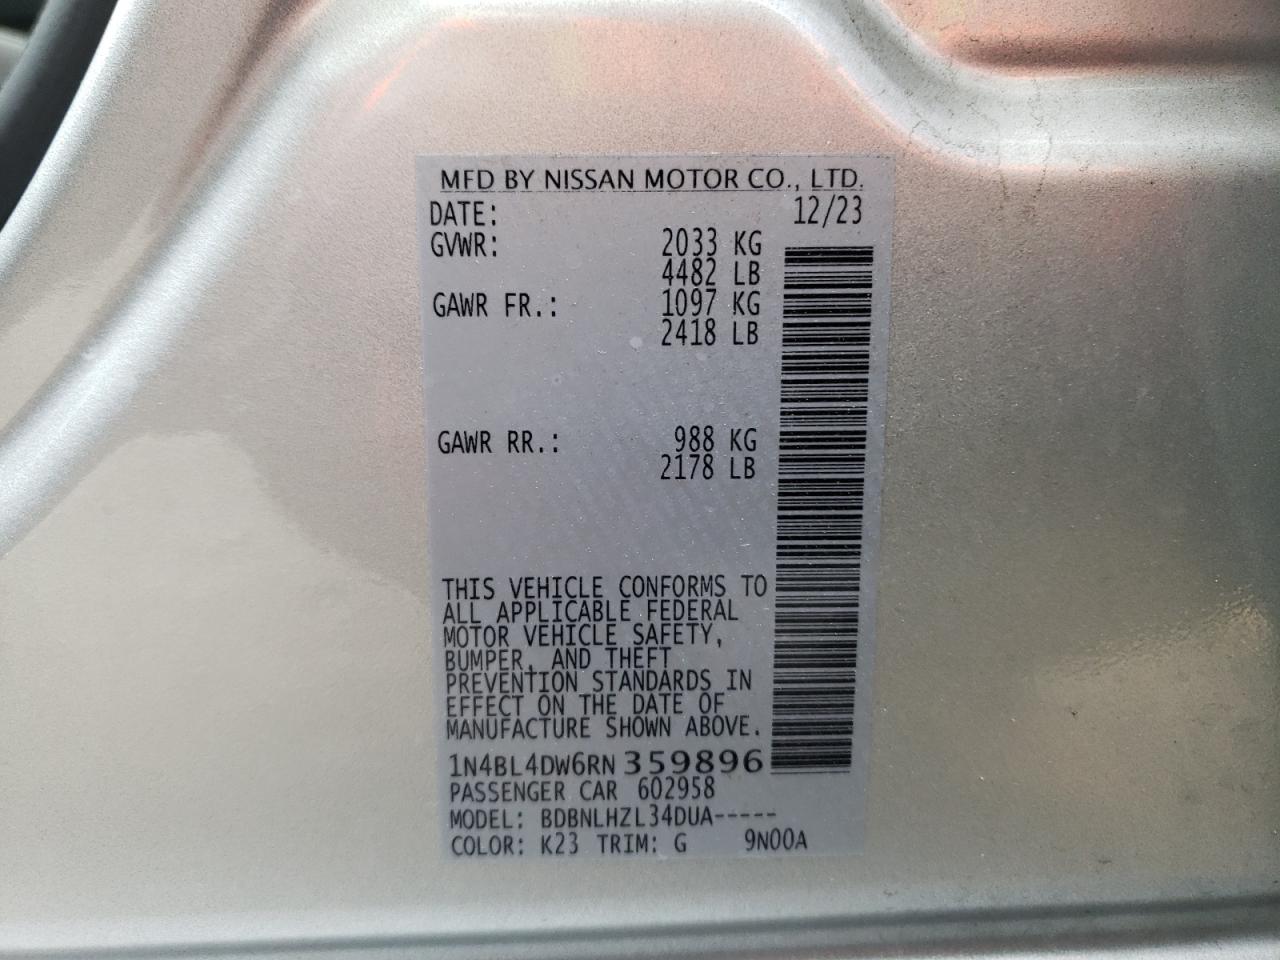 MFD BY NISSAN MOTOR CO., LTD.
DATE: 12/23
GVWR: 2033 KG
4482 LB
GAWR FR.: 1097 KG
2418 LB
GAWR RR.: 988 KG
2178 LB
THIS VEHICLE CONFORMS TO
ALL APPLICABLE FEDERAL
MOTOR VEHICLE SAFETY,
BUMPER, AND THEFT
PREVENTION STANDARDS IN
EFFECT ON THE DATE OF
MANUFACTURE SHOWN ABOVE.
1N4BL4DW6RN359896
PASSENGER CAR 602958
MODEL: BDBNLHZL34DUA-----
COLOR: K23 TRIM: G 9N00A